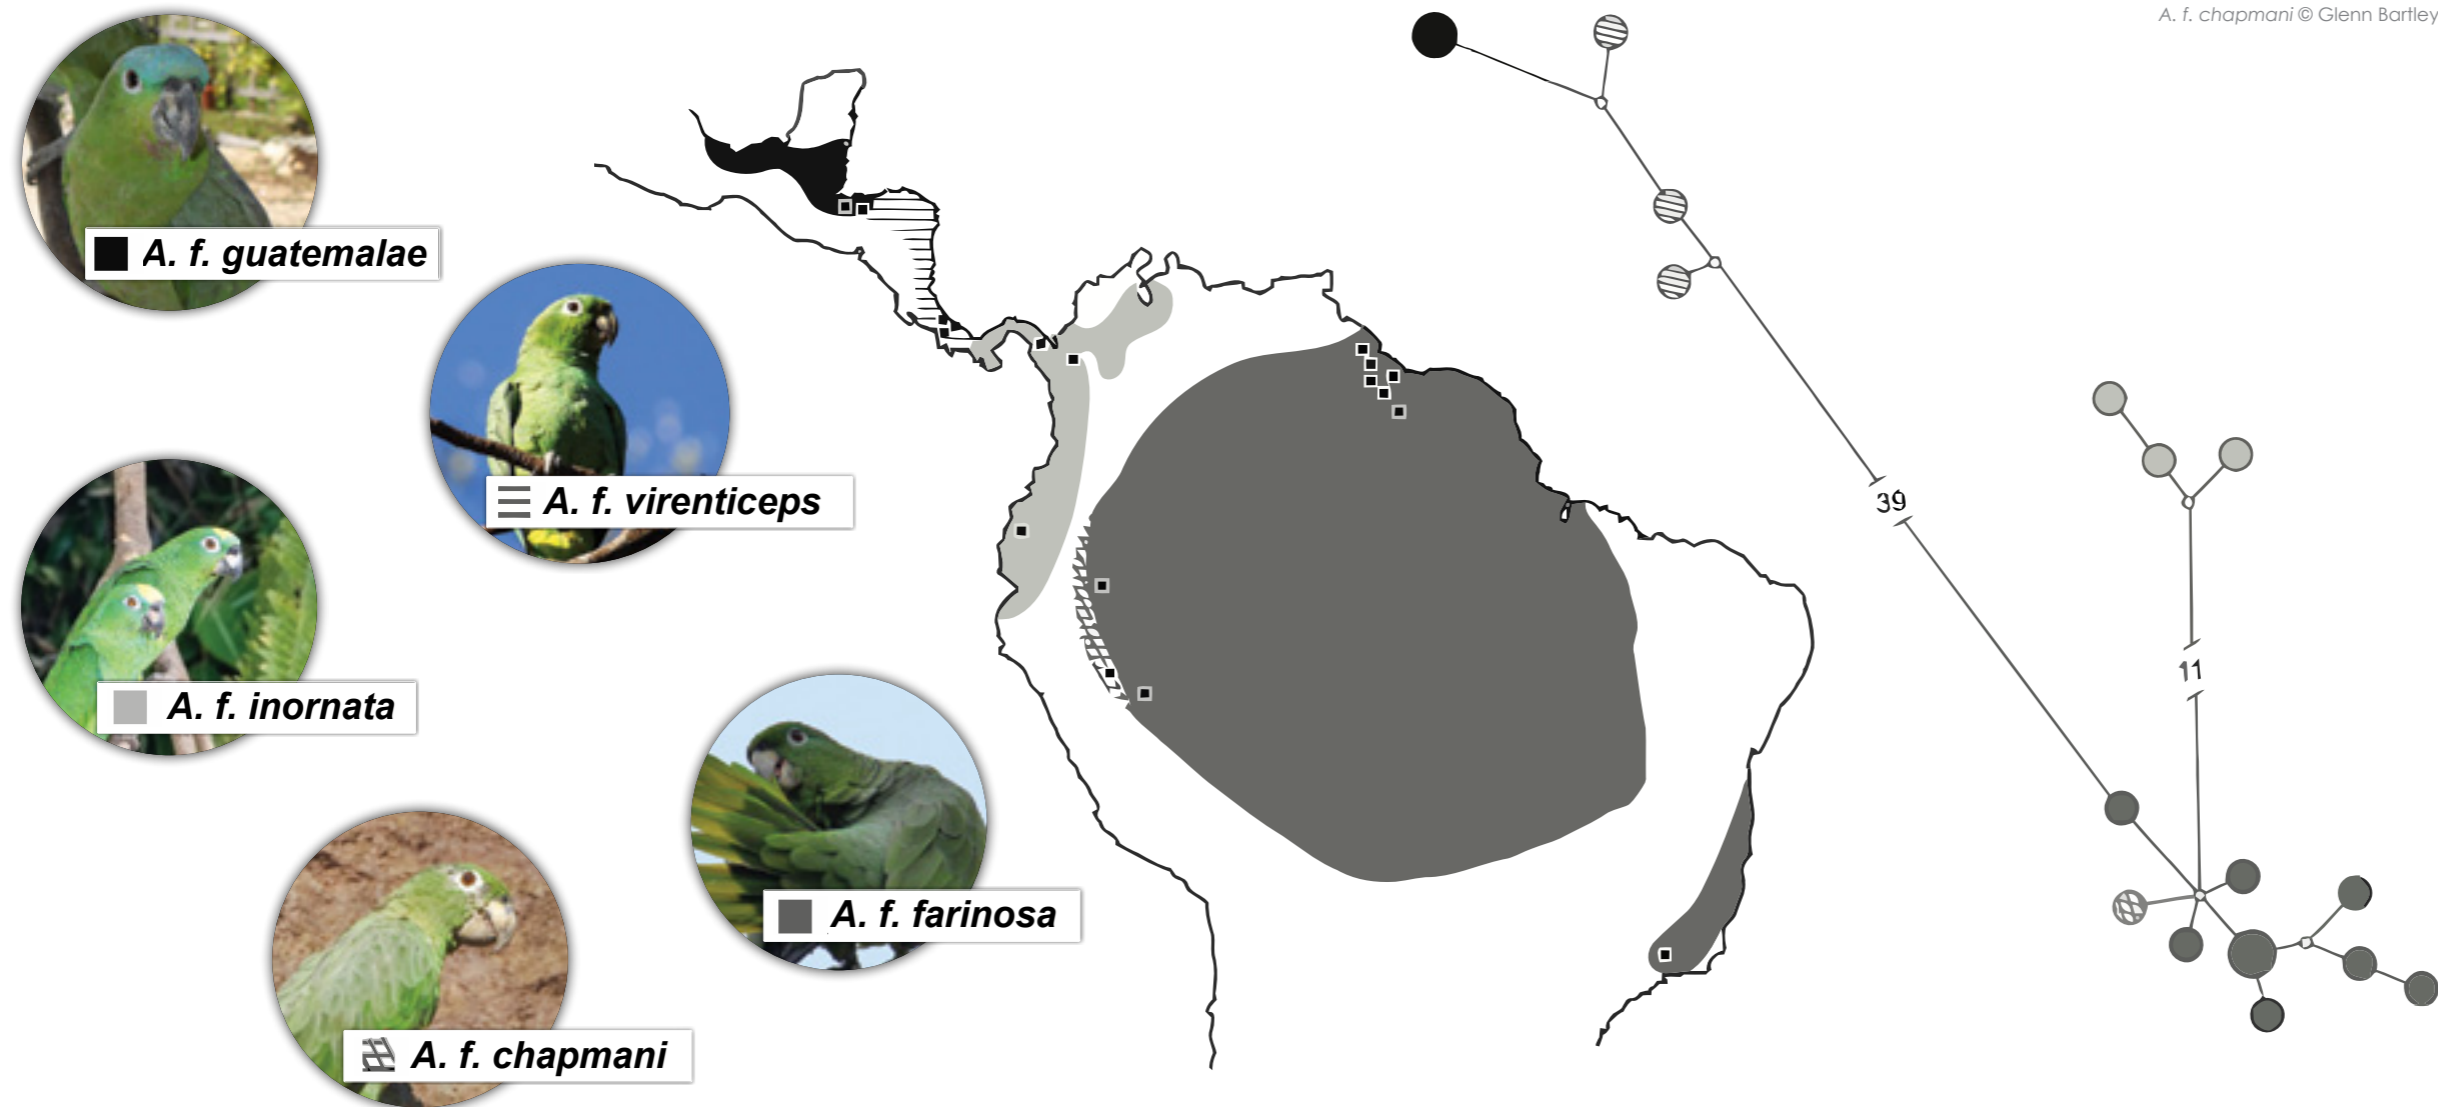 A. f. chapmani © Glenn Bartley
A. f. guatemalae
A. f. virenticeps
39
A. f. inornata
11
A. f. farinosa
A. f. chapmani